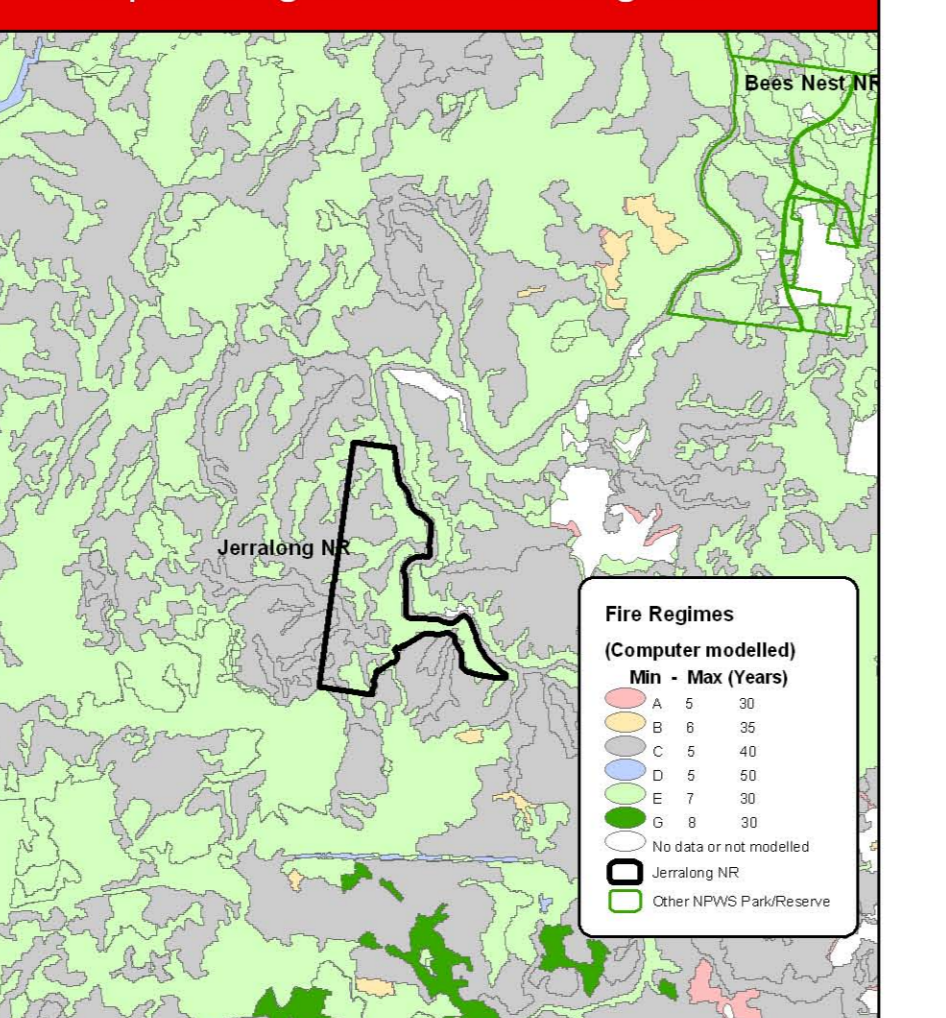 Bees Nest NR
Jerralong NR
Fire Regimes
(Computer modelled)
Min - Max (Years)
A 5 30
B 6 35
C 5 40
D 5 50
E 7 30
G 8 30
No data or not modelled
Jerralong NR
Other NPWS Park/Reserve